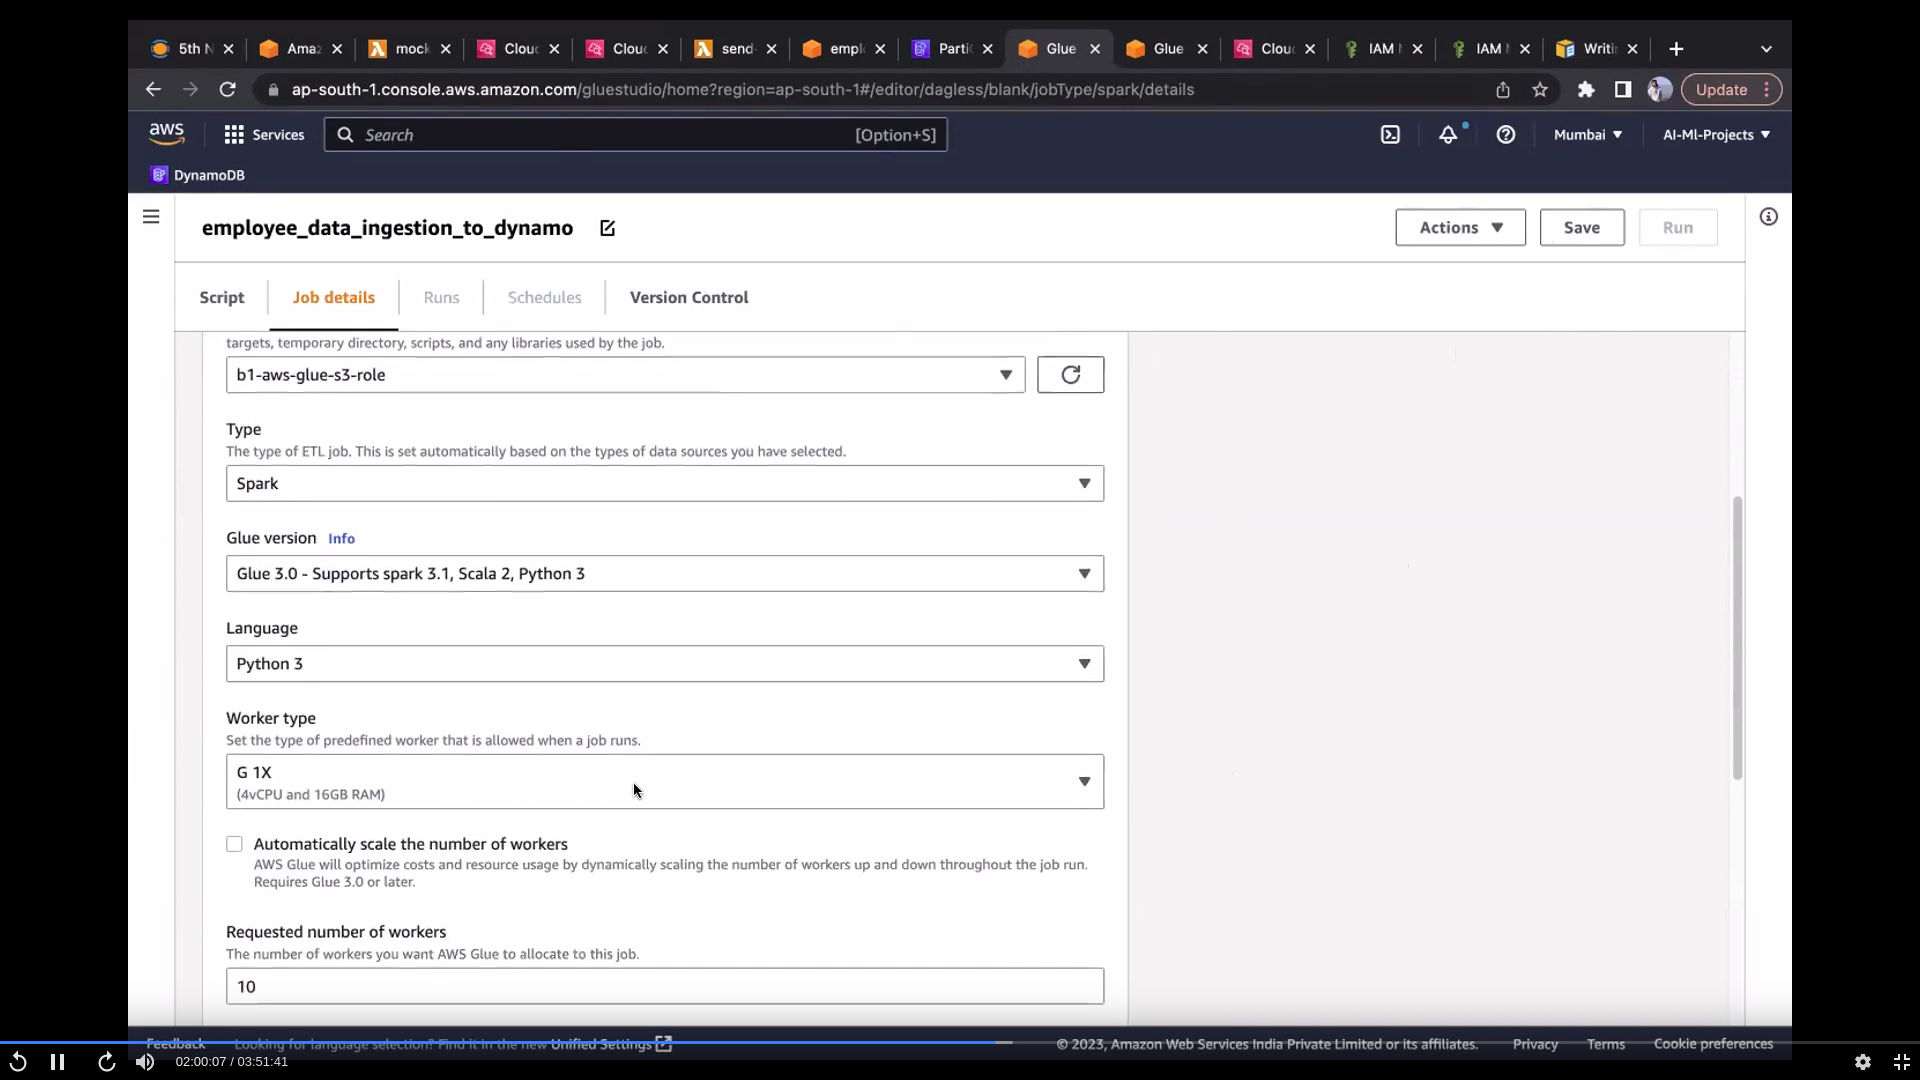 5th N
Amaz
mock
Clou
Clou
send-
empl
Parti
Glue
Glue
Clou
IAM
IAM
Writi
ap-south-1.console.aws.amazon.com/gluestudio/home?region=ap-south-1#/editor/dagless/blank/jobType/spark/details
Update
aws
Services
Search
[Option+S]
Mumbai
AI-Ml-Projects
DynamoDB
employee_data_ingestion_to_dynamo
Actions
Save
Run
Script
Job details
Runs
Schedules
Version Control
targets, temporary directory, scripts, and any libraries used by the job.
b1-aws-glue-s3-role
Type
The type of ETL job. This is set automatically based on the types of data sources you have selected.
Spark
Glue version Info
Glue 3.0 - Supports spark 3.1, Scala 2, Python 3
Language
Python 3
Worker type
Set the type of predefined worker that is allowed when a job runs.
G 1X
(4vCPU and 16GB RAM)
Automatically scale the number of workers
AWS Glue will optimize costs and resource usage by dynamically scaling the number of workers up and down throughout the job run.
Requires Glue 3.0 or later.
Requested number of workers
The number of workers you want AWS Glue to allocate to this job.
10
Feedback
Looking for language selection? Find it in the new Unified Settings
© 2023, Amazon Web Services India Private Limited or its affiliates.
Privacy
Terms
Cookie preferences
02:00:07 / 03:51:41